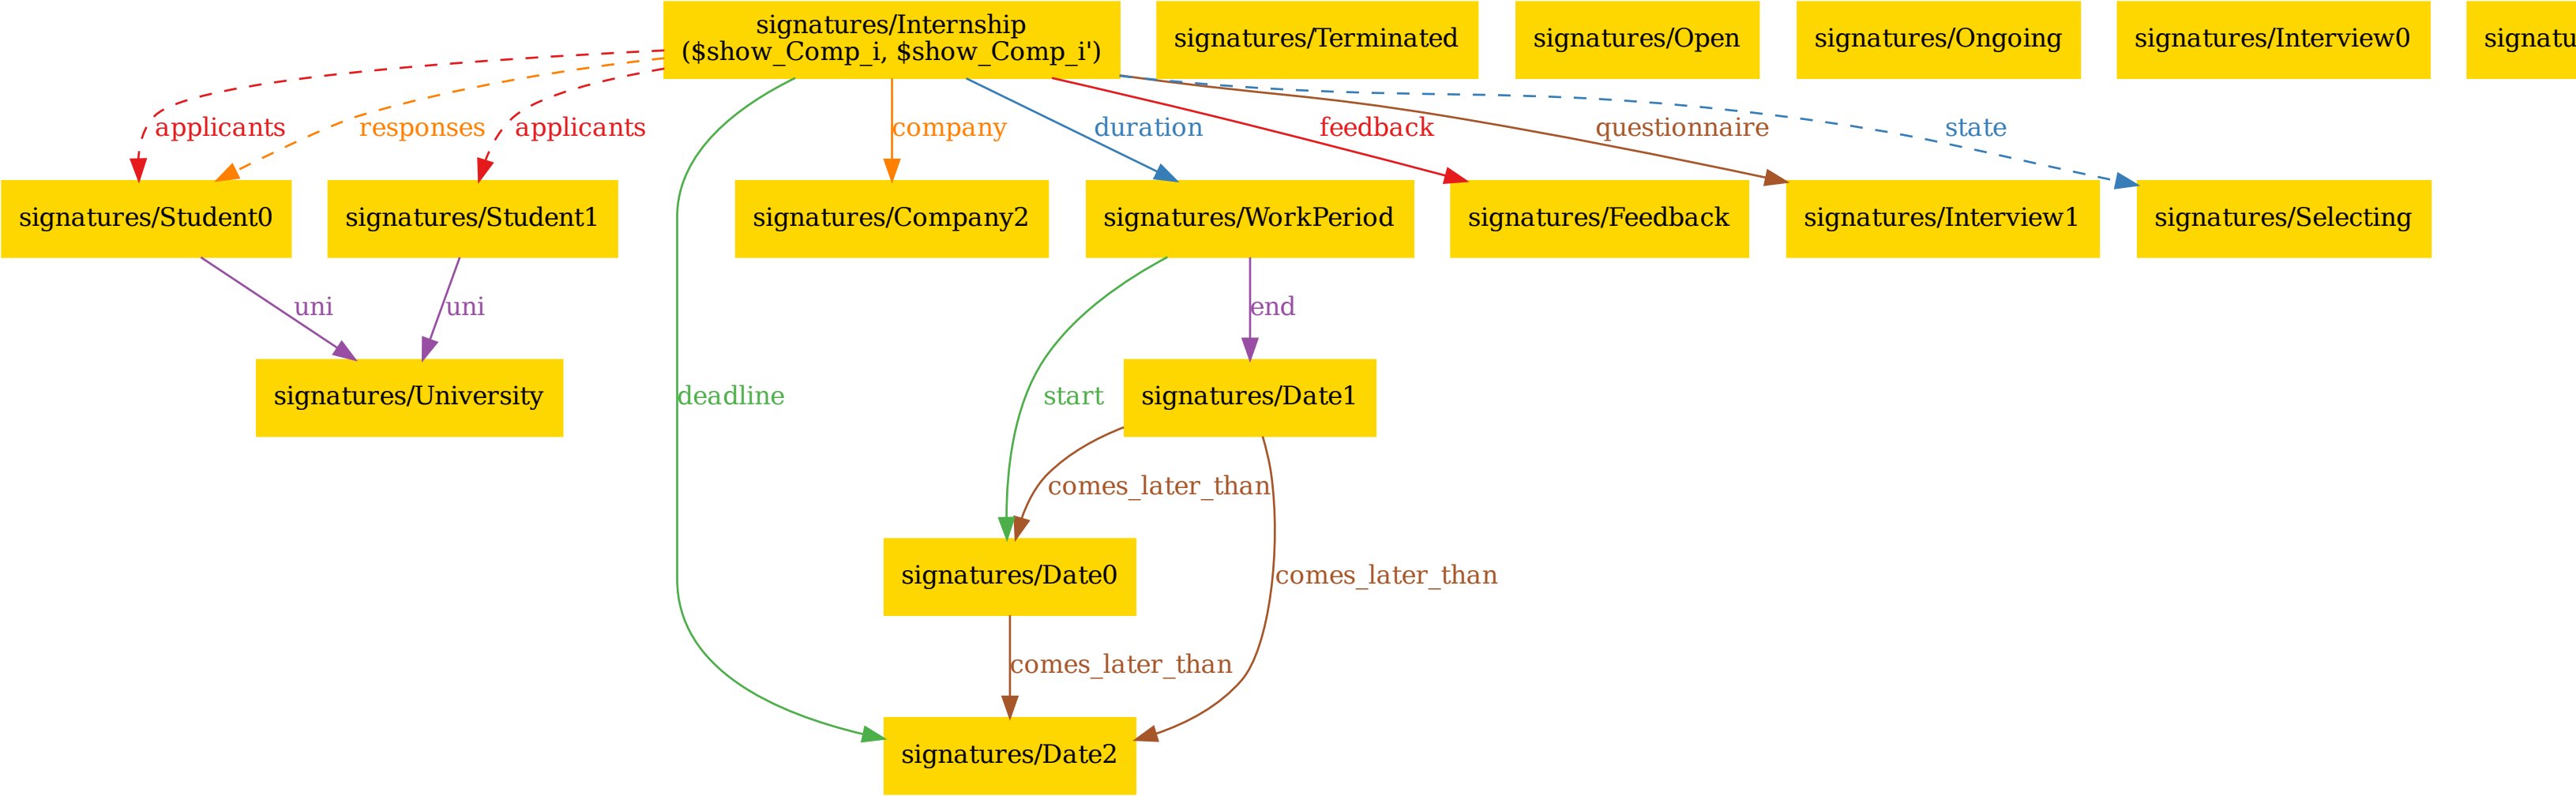 signatures/Internship
($show_Comp_i, $show_Comp_i')
signatures/Terminated
signatures/Open
signatures/Ongoing
signatures/Interview0
applicants
responses
applicants
company
duration
feedback
questionnaire
state
signatures/Student0
signatures/Student1
signatures/Company2
signatures/WorkPeriod
signatures/Feedback
signatures/Interview1
signatures/Selecting
uni
uni
end
signatures/University
deadline
start
signatures/Date1
comes_later_than
signatures/Date0
comes_later_than
comes_later_than
signatures/Date2